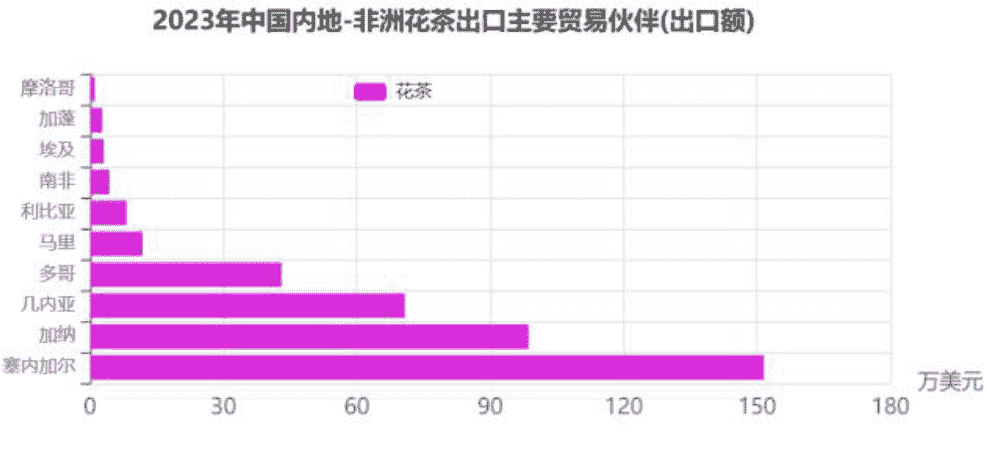 2023年中国内地-非洲花茶出口主要贸易伙伴(出口额)
花茶
摩洛哥
加蓬
埃及
南非
利比亚
马里
多哥
几内亚
加纳
塞内加尔
万美元
0 30 60 90 120 150 180